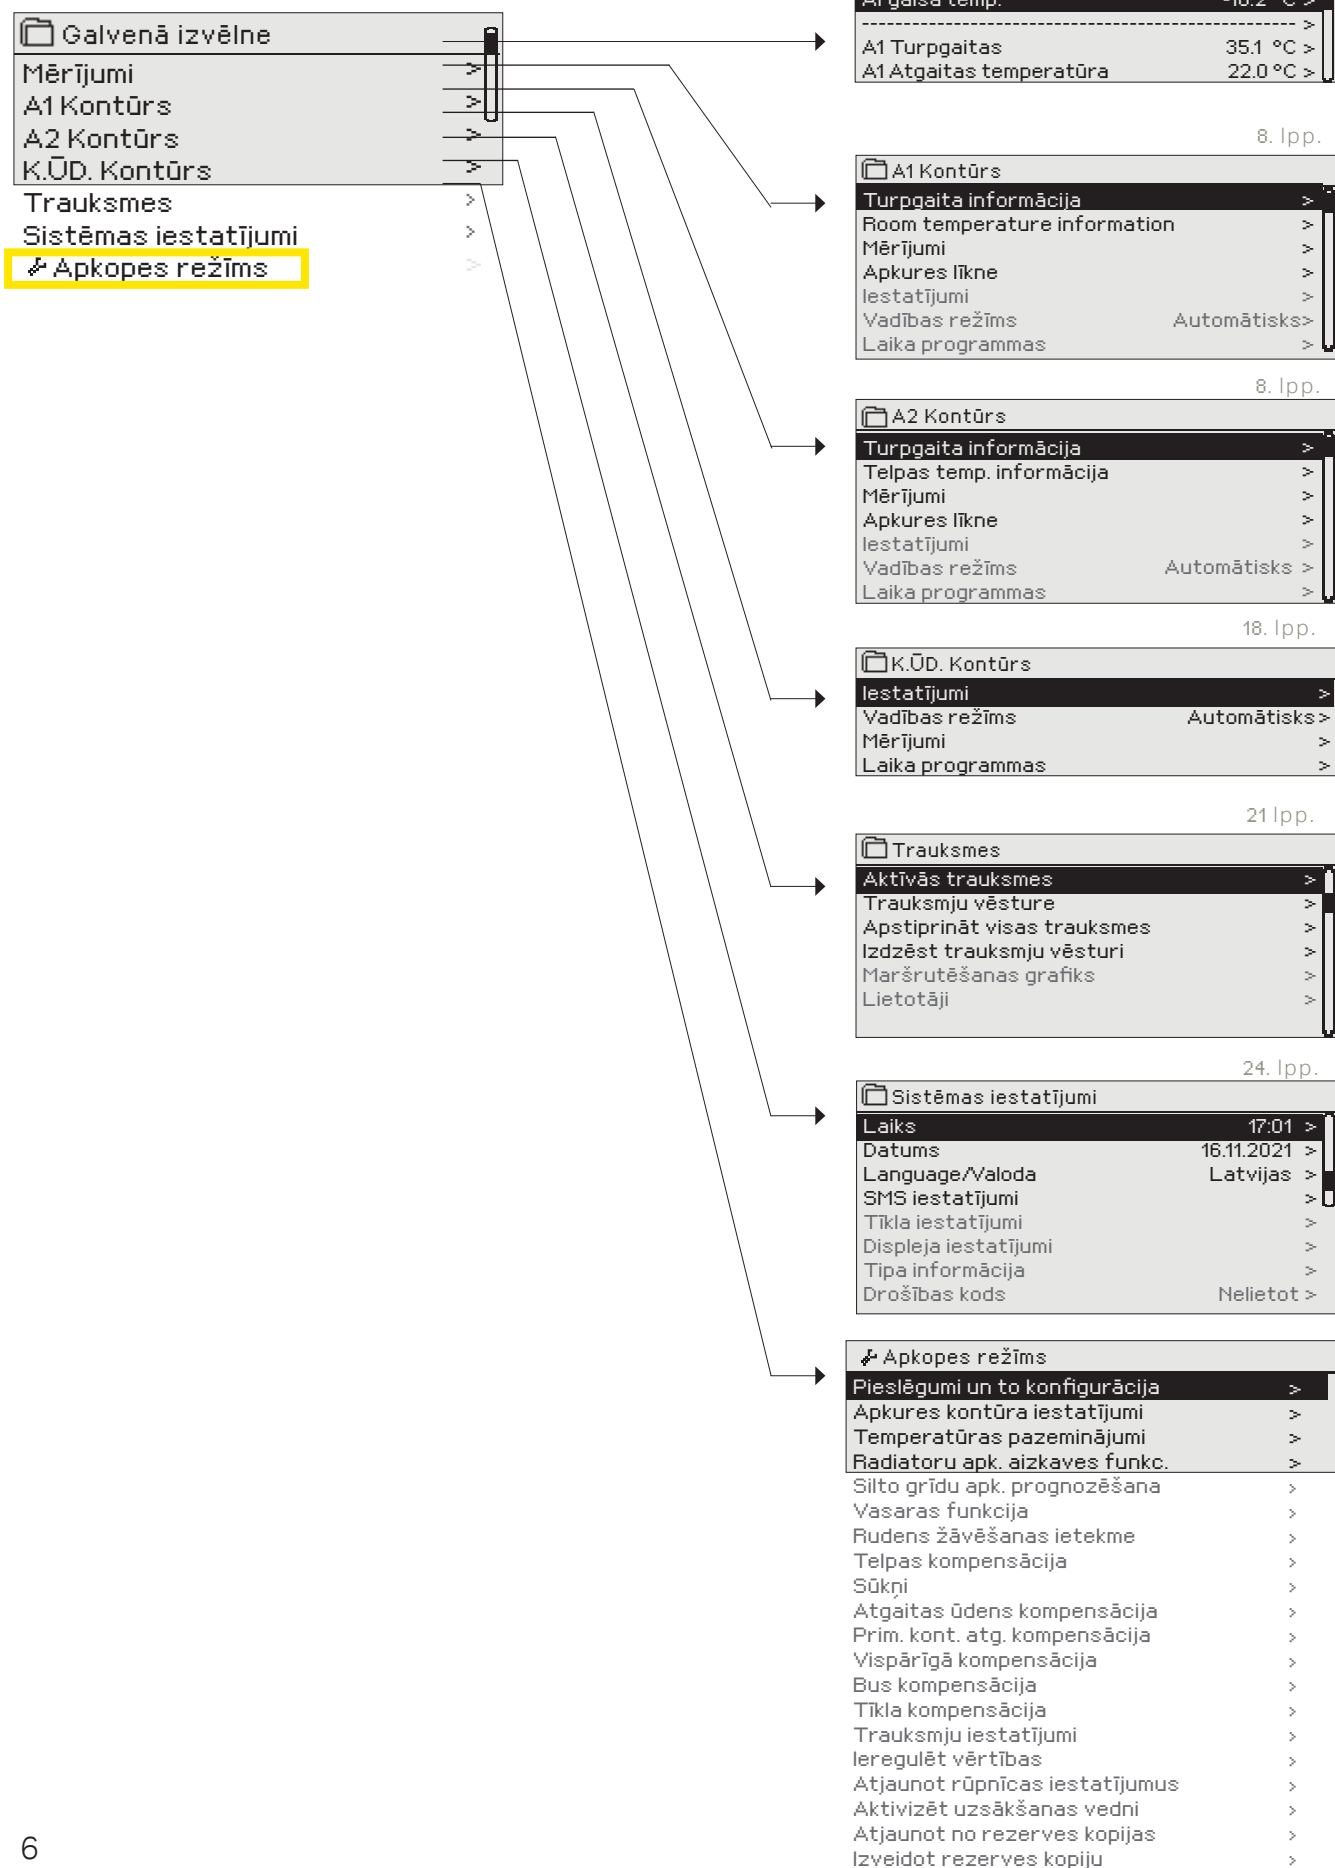 Galvenā izvēlne
Mērījumi >
A1 Kontūrs >
A2 Kontūrs >
K.ŪD. Kontūrs >
Trauksmes >
Sistēmas iestatījumi >
Apkopes režīms >
-------------------------------------------- >
A1 Turpgaitas 35.1 °C >
A1 Atgaitas temperatūra 22.0 °C >
8. lpp.
A1 Kontūrs
Turpgaita informācija >
Room temperature information >
Mērījumi >
Apkures līkne >
Iestatījumi >
Vadības režīms Automātisks>
Laika programmas >
8. lpp.
A2 Kontūrs
Turpgaita informācija >
Telpas temp. informācija >
Mērījumi >
Apkures līkne >
Iestatījumi >
Vadības režīms Automātisks >
Laika programmas >
18. lpp.
K.ŪD. Kontūrs
Iestatījumi >
Vadības režīms Automātisks>
Mērījumi >
Laika programmas >
21 lpp.
Trauksmes
Aktīvās trauksmes >
Trauksmju vēsture >
Apstiprināt visas trauksmes >
Izdzēst trauksmju vēsturi >
Maršrutēšanas grafiks >
Lietotāji >
24. lpp.
Sistēmas iestatījumi
Laiks 17:01 >
Datums 16.11.2021 >
Language/Valoda Latvijas >
SMS iestatījumi >
Tīkla iestatījumi >
Displeja iestatījumi >
Tipa informācija >
Drošības kods Nelietot >
Apkopes režīms
Pieslēgumi un to konfigurācija >
Apkures kontūra iestatījumi >
Temperatūras pazeminājumi >
Radiatoru apk. aizkaves funkc. >
Silto grīdu apk. prognozēšana >
Vasaras funkcija >
Rudens žāvēšanas ietekme >
Telpas kompensācija >
Sūkņi >
Atgaitas ūdens kompensācija >
Prim. kont. atg. kompensācija >
Vispārīgā kompensācija >
Bus kompensācija >
Tīkla kompensācija >
Trauksmju iestatījumi >
Ieregulēt vērtības >
Atjaunot rūpnīcas iestatījumus >
Aktivizēt uzsākšanas vedni >
Atjaunot no rezerves kopijas >
Izveidot rezerves kopiju >
6